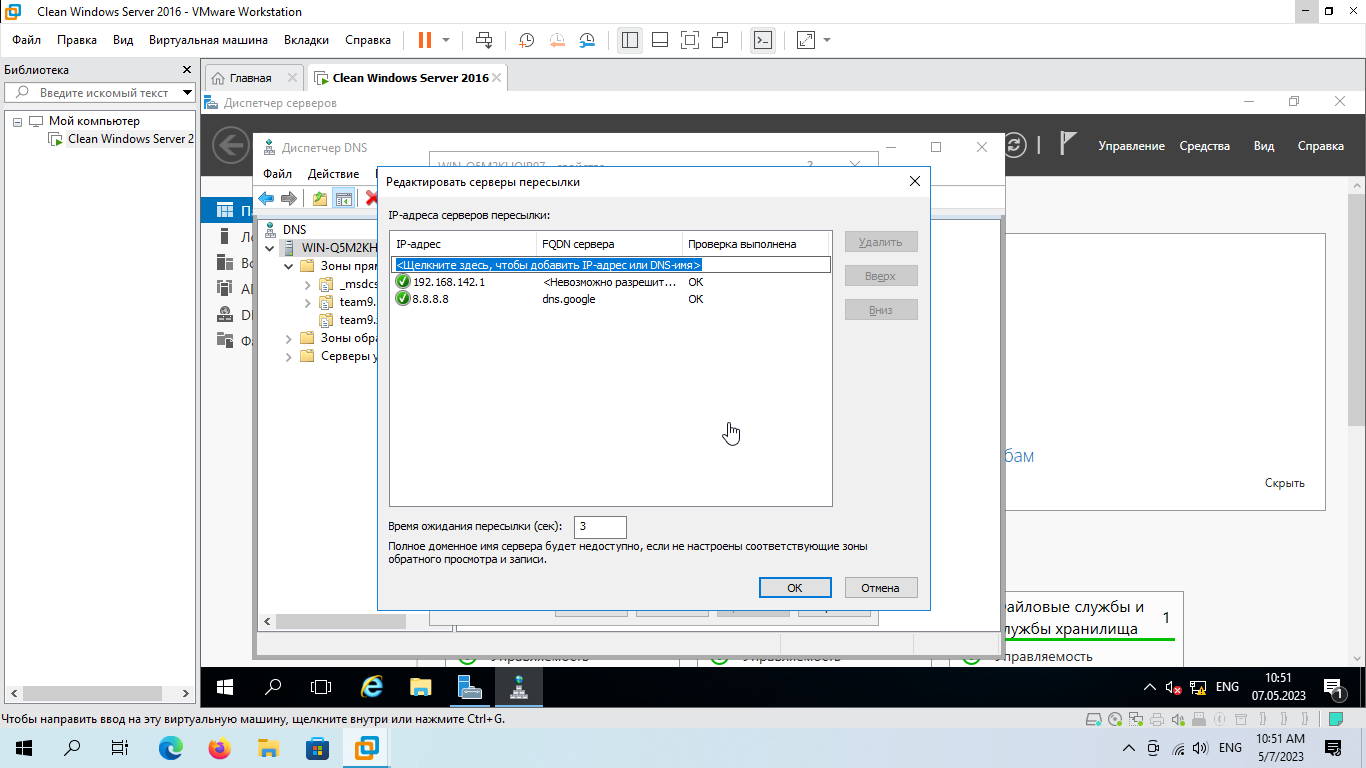 Clean Windows Server 2016 - VMware Workstation
Файл Правка Вид Виртуальная машина Вкладки Справка
Библиотека
Введите искомый текст
Мой компьютер
Clean Windows Server 2
Главная
Clean Windows Server 2016
Диспетчер серверов
Управление Средства Вид Справка
Диспетчер DNS
Файл Действие
DNS
WIN-Q5M2KH
Зоны прям
_msdcs
team9.
team9.
Зоны обра
Серверы у
Редактировать серверы пересылки
IP-адреса серверов пересылки:
IP-адрес FQDN сервера Проверка выполнена
<Щелкните здесь, чтобы добавить IP-адрес или DNS-имя>
192.168.142.1 <Невозможно разрешит... OK
8.8.8.8 dns.google OK
Удалить
Вверх
Вниз
Время ожидания пересылки (сек): 3
Полное доменное имя сервера будет недоступно, если не настроены соответствующие зоны
обратного просмотра и записи.
OK Отмена
бам
Скрыть
айловые службы и
лужбы хранилища
1
Управляемость
ENG
10:51
07.05.2023
1
Чтобы направить ввод на эту виртуальную машину, щелкните внутри или нажмите Ctrl+G.
ENG
10:51 AM
5/7/2023